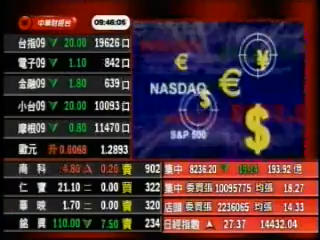 中華財經台 09:46:05
台指09 ▽ 20.00 19626口
電子09 ▽ 1.10 842口
金融09 ▽ 1.80 639口
小台09 ▽ 20.00 10093口
摩根09 ▽ 0.80 11470口
歐元 升 0.6068 1.2893
¥
€
NASDAQ
€
$
S&P 500
$
南科 4.80 △ 0.20 賣 902
仁寶 21.10 — 0.00 買 322
華映 1.70 — 0.00 買 320
銘異 110.00 ▽ 7.50 賣 234
集中 8236.20 ▼ 193.92 億
集中 委買張 10095775 均張 18.27
店頭 委買張 2236065 均張 14.33
日經指數 ▲ 27.37 14432.04